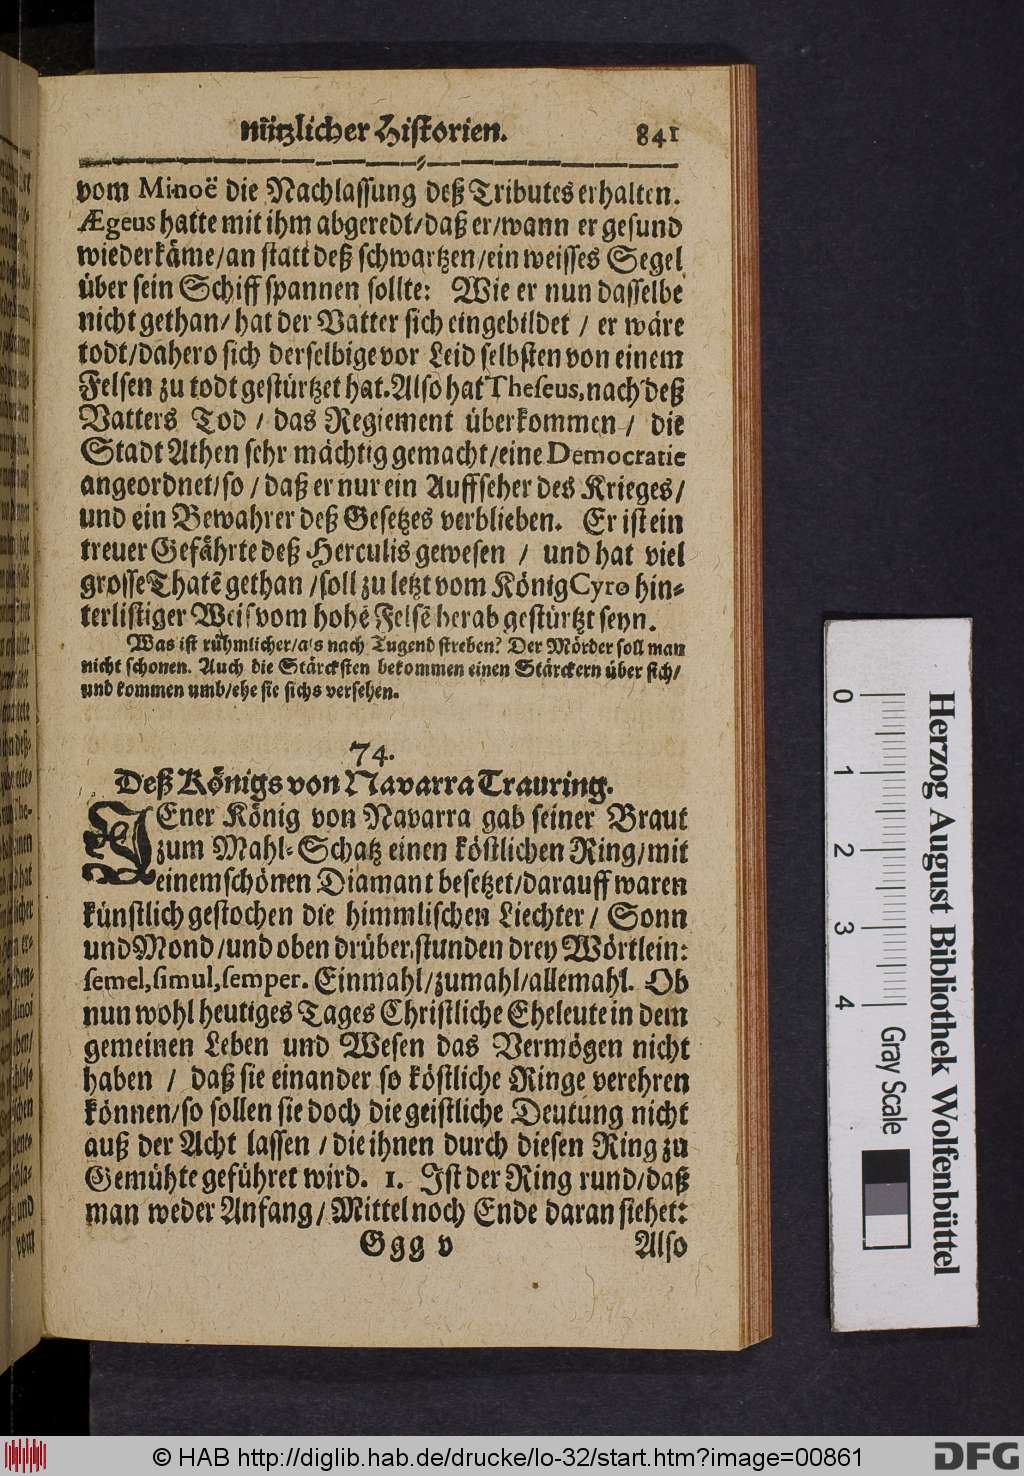 nützlicher Historien. 841
vom Minoë die Nachlassung deß Tributes erhalten.
Ægeus hatte mit ihm abgeredt/daß er/wann er gesund
wiederkäme/an statt deß schwartzen/ein weisses Segel
über sein Schiff spannen sollte: Wie er nun dasselbe
nicht gethan/ hat der Vatter sich eingebildet / er wäre
todt/dahero sich derselbige vor Leid selbsten von einem
Felsen zu todt gestürtzet hat. Also hat Theseus, nach deß
Vatters Tod / das Regiement überkommen / die
Stadt Athen sehr mächtig gemacht/eine Democratie
angeordnet/so / daß er nur ein Auffseher des Krieges/
und ein Bewahrer deß Gesetzes verblieben. Er ist ein
treuer Gefährte deß Herculis gewesen / und hat viel
grosse Thatē gethan /soll zu letzt vom König Cyro hin-
terlistiger Weis vom hohē Felsē herab gestürtzt seyn.
Was ist rühmlicher/als nach Tugend streben? Der Mörder soll man
nicht schonen. Auch die Stärcksten bekommen einen Stärckern über sich/
und kommen umb/ehe sie sichs versehen.
74.
Deß Königs von Navarra Trauring.
JEner König von Navarra gab seiner Braut
zum Mahl-Schatz einen köstlichen Ring/mit
einem schönen Diamant besetzet/darauff waren
künstlich gestochen die himmlischen Liechter/ Sonn
und Mond/und oben drüber stunden drey Wörtlein:
semel, simul, semper. Einmahl/zumahl/allemahl. Ob
nun wohl heutiges Tages Christliche Eheleute in dem
gemeinen Leben und Wesen das Vermögen nicht
haben / daß sie einander so köstliche Ringe verehren
können/so sollen sie doch die geistliche Deutung nicht
auß der Acht lassen /die ihnen durch diesen Ring zu
Gemühte geführet wird. 1. Ist der Ring rund/daß
man weder Anfang/Mittel noch Ende daran siehet:
Ggg v Also
Herzog August Bibliothek Wolfenbüttel
0 1 2 3 4 Gray Scale
© HAB http://diglib.hab.de/drucke/lo-32/start.htm?image=00861
DFG